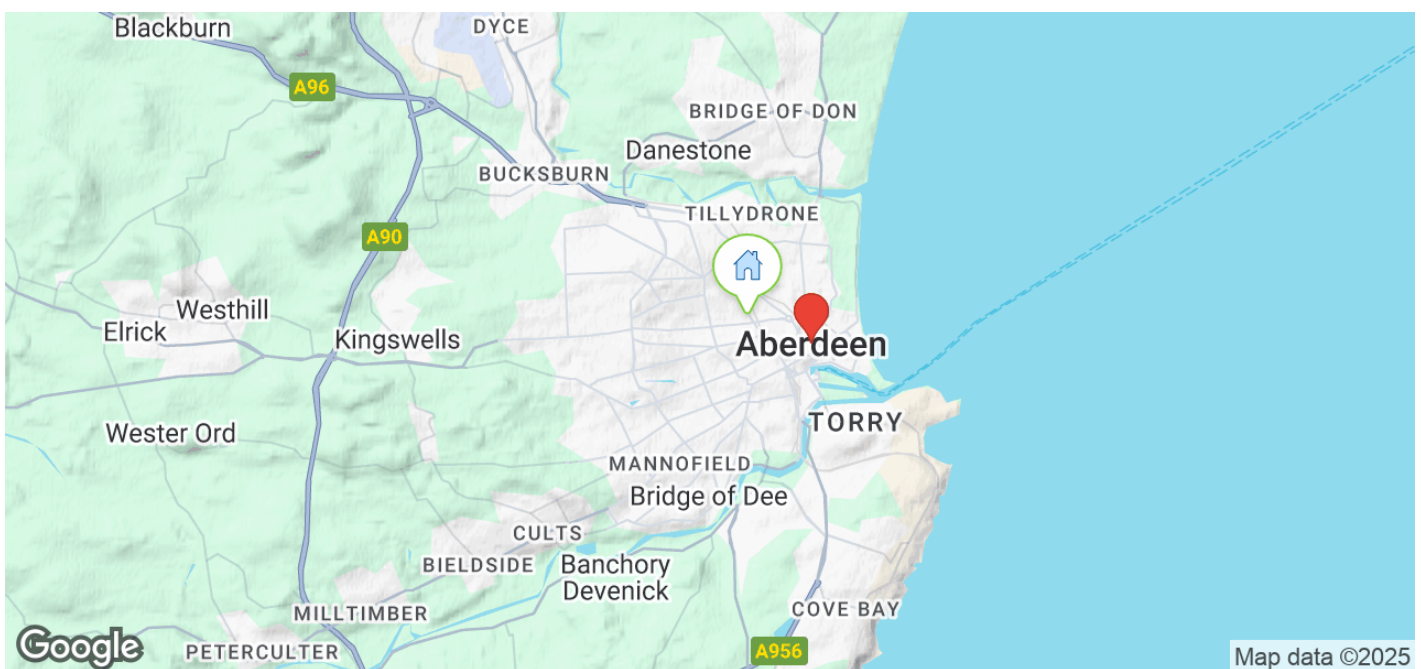 Blackburn
DYCE
A96
BRIDGE OF DON
Danestone
BUCKSBURN
TILLYDRONE
A90
Westhill
Elrick
Kingswells
Aberdeen
TORRY
Wester Ord
MANNOFIELD
Bridge of Dee
CULTS
BIELDSIDE
Banchory
Devenick
MILLTIMBER
COVE BAY
PETERCULTER
A956
Google
Map data ©2025